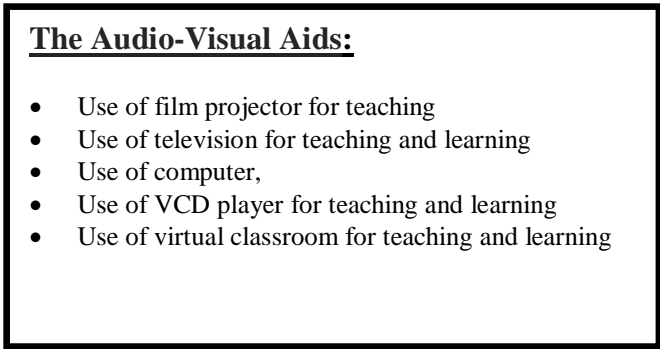 The Audio-Visual Aids:
• Use of film projector for teaching
• Use of television for teaching and learning
• Use of computer,
• Use of VCD player for teaching and learning
• Use of virtual classroom for teaching and learning